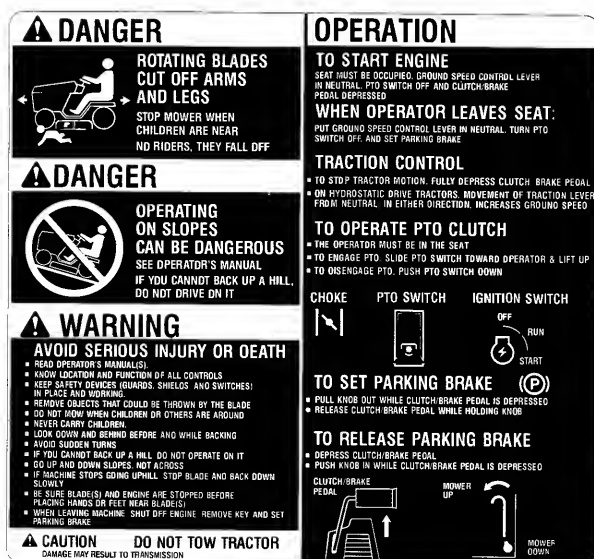 DANGER
ROTATING BLADES
CUT OFF ARMS
AND LEGS
STOP MOWER WHEN
CHILDREN ARE NEAR
NO RIDERS, THEY FALL OFF
DANGER
OPERATING
ON SLOPES
CAN BE DANGEROUS
SEE OPERATOR'S MANUAL
IF YOU CANNOT BACK UP A HILL,
DO NOT DRIVE ON IT
WARNING
AVOID SERIOUS INJURY OR DEATH
▪ READ OPERATOR'S MANUAL(S).
▪ KNOW LOCATION AND FUNCTION OF ALL CONTROLS
▪ KEEP SAFETY DEVICES (GUARDS, SHIELDS AND SWITCHES)
IN PLACE AND WORKING.
▪ REMOVE OBJECTS THAT COULD BE THROWN BY THE BLADE
▪ DO NOT MOW WHEN CHILDREN OR OTHERS ARE AROUND
▪ NEVER CARRY CHILDREN.
▪ LOOK DOWN AND BEHIND BEFORE AND WHILE BACKING
▪ AVOID SUDDEN TURNS
▪ IF YOU CANNOT BACK UP A HILL DO NOT OPERATE ON IT
▪ GO UP AND DOWN SLOPES, NOT ACROSS
▪ IF MACHINE STOPS GOING UPHILL STOP BLADE AND BACK DOWN
SLOWLY
▪ BE SURE BLADE(S) AND ENGINE ARE STOPPED BEFORE
PLACING HANDS OR FEET NEAR BLADE(S)
▪ WHEN LEAVING MACHINE SHUT OFF ENGINE REMOVE KEY AND SET
PARKING BRAKE
CAUTION DO NOT TOW TRACTOR
DAMAGE MAY RESULT TO TRANSMISSION
OPERATION
TO START ENGINE
SEAT MUST BE OCCUPIED. GROUND SPEED CONTROL LEVER
IN NEUTRAL. PTO SWITCH OFF AND CLUTCH/BRAKE
PEDAL DEPRESSED
WHEN OPERATOR LEAVES SEAT:
PUT GROUND SPEED CONTROL LEVER IN NEUTRAL. TURN PTO
SWITCH OFF. AND SET PARKING BRAKE
TRACTION CONTROL
▪ TO STOP TRACTOR MOTION. FULLY DEPRESS CLUTCH BRAKE PEDAL
▪ ON HYDROSTATIC DRIVE TRACTORS. MOVEMENT OF TRACTION LEVER
FROM NEUTRAL IN EITHER DIRECTION. INCREASES GROUND SPEED
TO OPERATE PTO CLUTCH
▪ THE OPERATOR MUST BE IN THE SEAT
▪ TO ENGAGE PTO. SLIDE PTO SWITCH TOWARD OPERATOR & LIFT UP
▪ TO DISENGAGE PTO. PUSH PTO SWITCH DOWN
CHOKE PTO SWITCH IGNITION SWITCH
OFF
RUN
START
TO SET PARKING BRAKE (P)
▪ PULL KNOB OUT WHILE CLUTCH/BRAKE PEDAL IS DEPRESSED
▪ RELEASE CLUTCH/BRAKE PEDAL WHILE HOLDING KNOB
TO RELEASE PARKING BRAKE
▪ DEPRESS CLUTCH/BRAKE PEDAL
▪ PUSH KNOB IN WHILE CLUTCH/BRAKE PEDAL IS DEPRESSED
CLUTCH/BRAKE
PEDAL
MOWER
UP
MOWER
DOWN